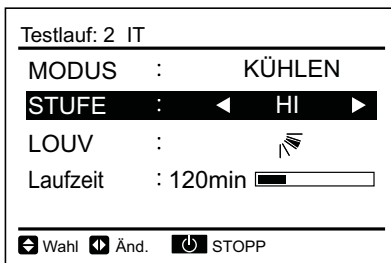 Testlauf: 2 IT
MODUS : KÜHLEN
STUFE : ◀ HI ▶
LOUV :
Laufzeit : 120min
Wahl Änd. STOPP